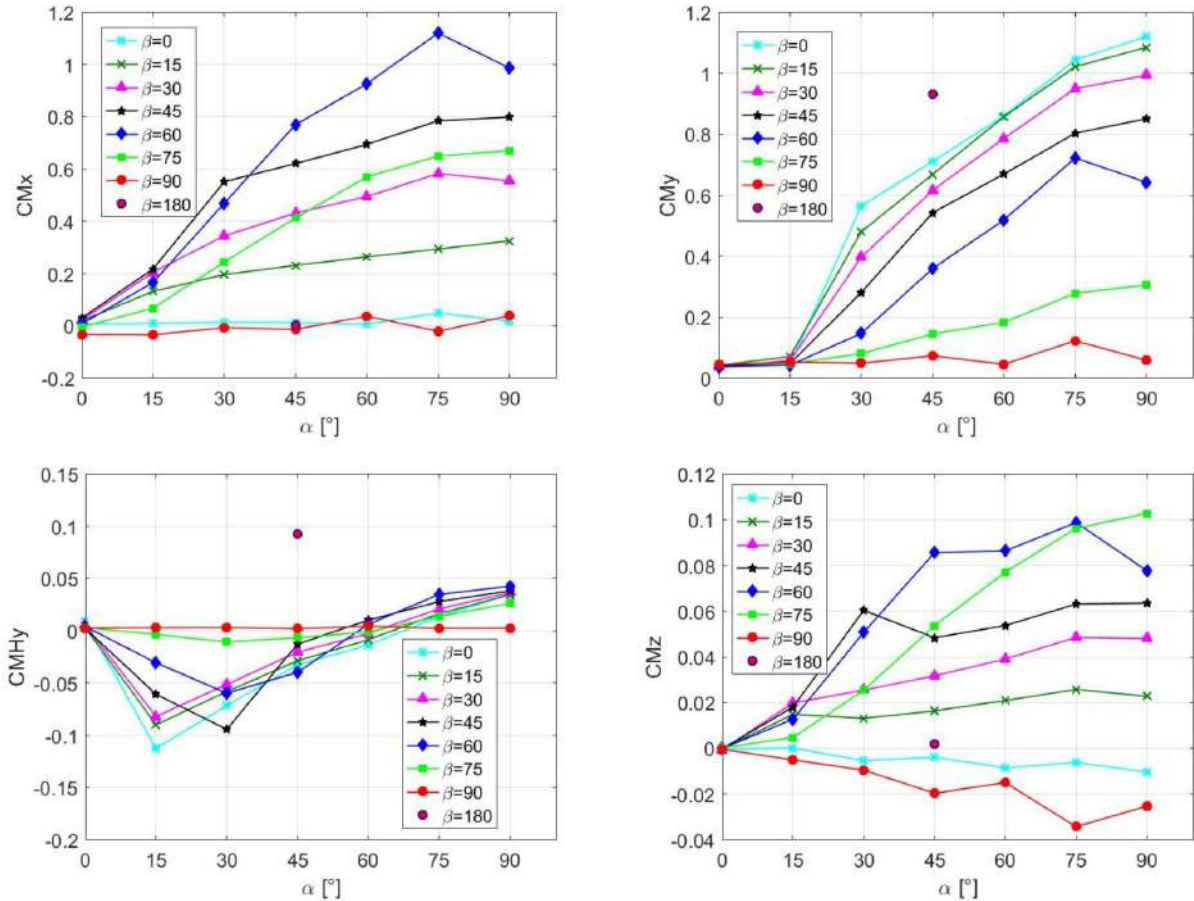 1.2
1
0.8
0.6
0.4
0.2
0
-0.2
CMx
β=0
β=15
β=30
β=45
β=60
β=75
β=90
β=180
0 15 30 45 60 75 90
α [°]
1.2
1
0.8
0.6
0.4
0.2
0
CMy
β=0
β=15
β=30
β=45
β=60
β=75
β=90
β=180
0 15 30 45 60 75 90
α [°]
0.15
0.1
0.05
0
-0.05
-0.1
-0.15
-0.2
CMHy
β=0
β=15
β=30
β=45
β=60
β=75
β=90
β=180
0 15 30 45 60 75 90
α [°]
0.12
0.1
0.08
0.06
0.04
0.02
0
-0.02
-0.04
CMz
β=0
β=15
β=30
β=45
β=60
β=75
β=90
β=180
0 15 30 45 60 75 90
α [°]